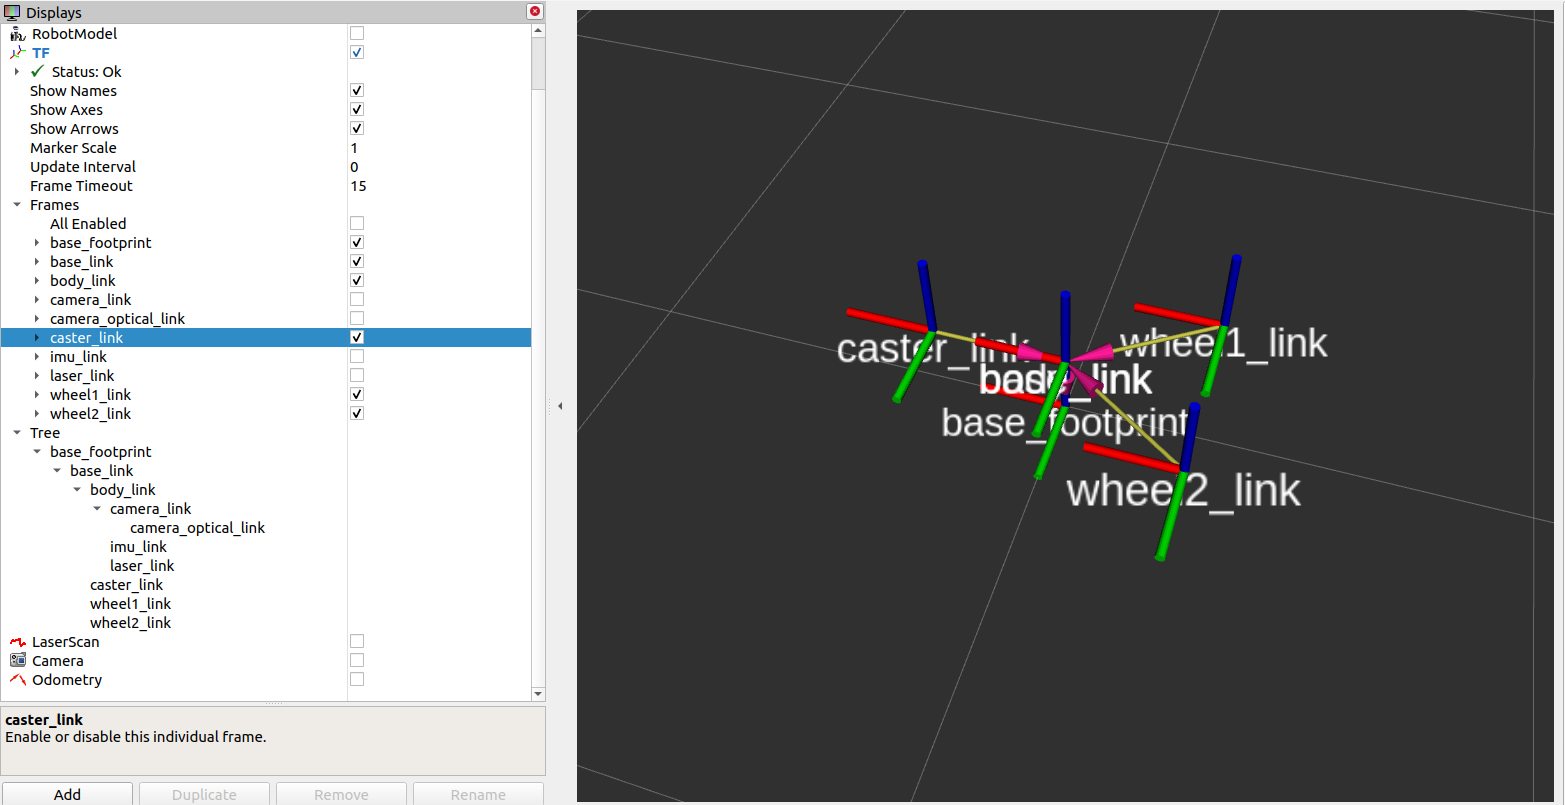 Displays
RobotModel
TF
Status: Ok
Show Names
Show Axes
Show Arrows
Marker Scale 1
Update Interval 0
Frame Timeout 15
Frames
All Enabled
base_footprint
base_link
body_link
camera_link
camera_optical_link
caster_link
imu_link
laser_link
wheel1_link
wheel2_link
Tree
base_footprint
base_link
body_link
camera_link
camera_optical_link
imu_link
laser_link
caster_link
wheel1_link
wheel2_link
LaserScan
Camera
Odometry
caster_link
Enable or disable this individual frame.
Add Duplicate Remove Rename
caster_link
wheel1_link
base_link
base_footprint
wheel2_link